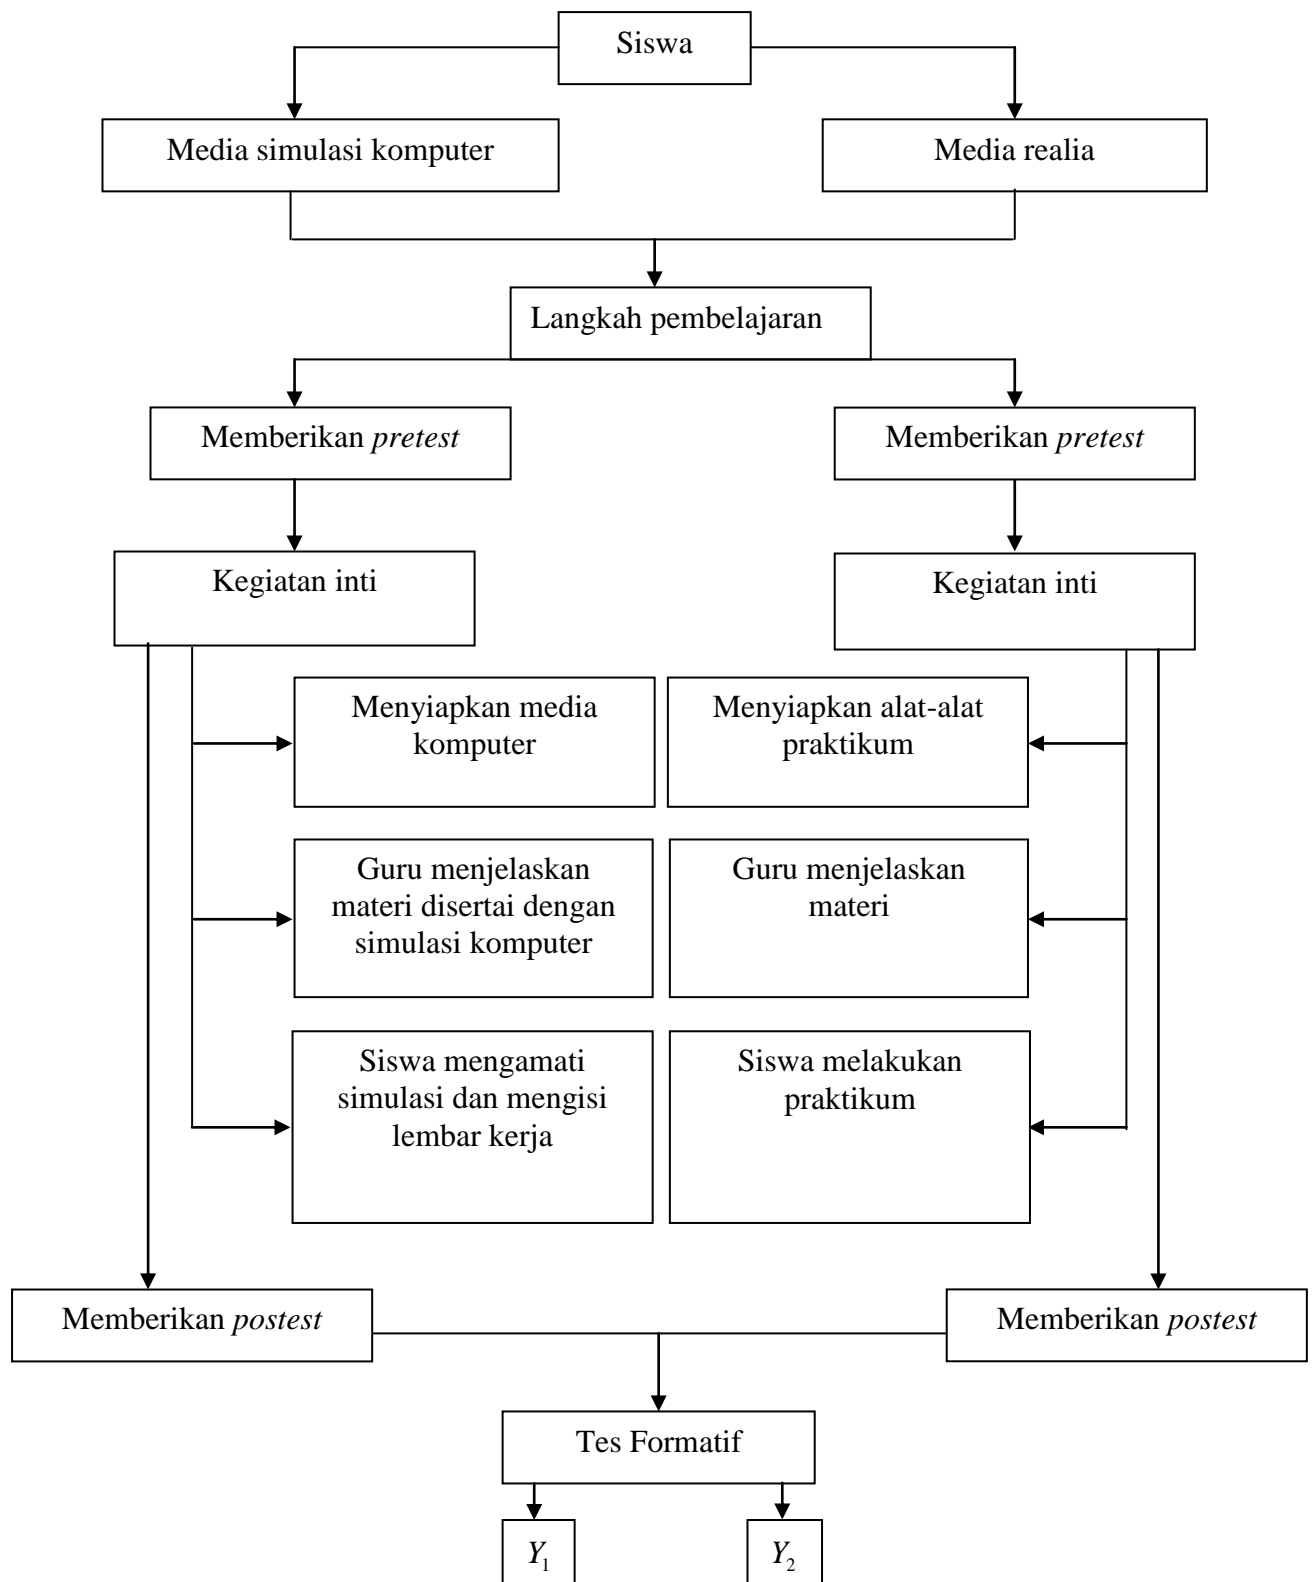 Siswa
Media simulasi komputer
Media realia
Langkah pembelajaran
Memberikan pretest
Memberikan pretest
Kegiatan inti
Kegiatan inti
Menyiapkan media
komputer
Menyiapkan alat-alat
praktikum
Guru menjelaskan
materi disertai dengan
simulasi komputer
Guru menjelaskan
materi
Siswa mengamati
simulasi dan mengisi
lembar kerja
Siswa melakukan
praktikum
Memberikan postest
Memberikan postest
Tes Formatif
Y₁
Y₂